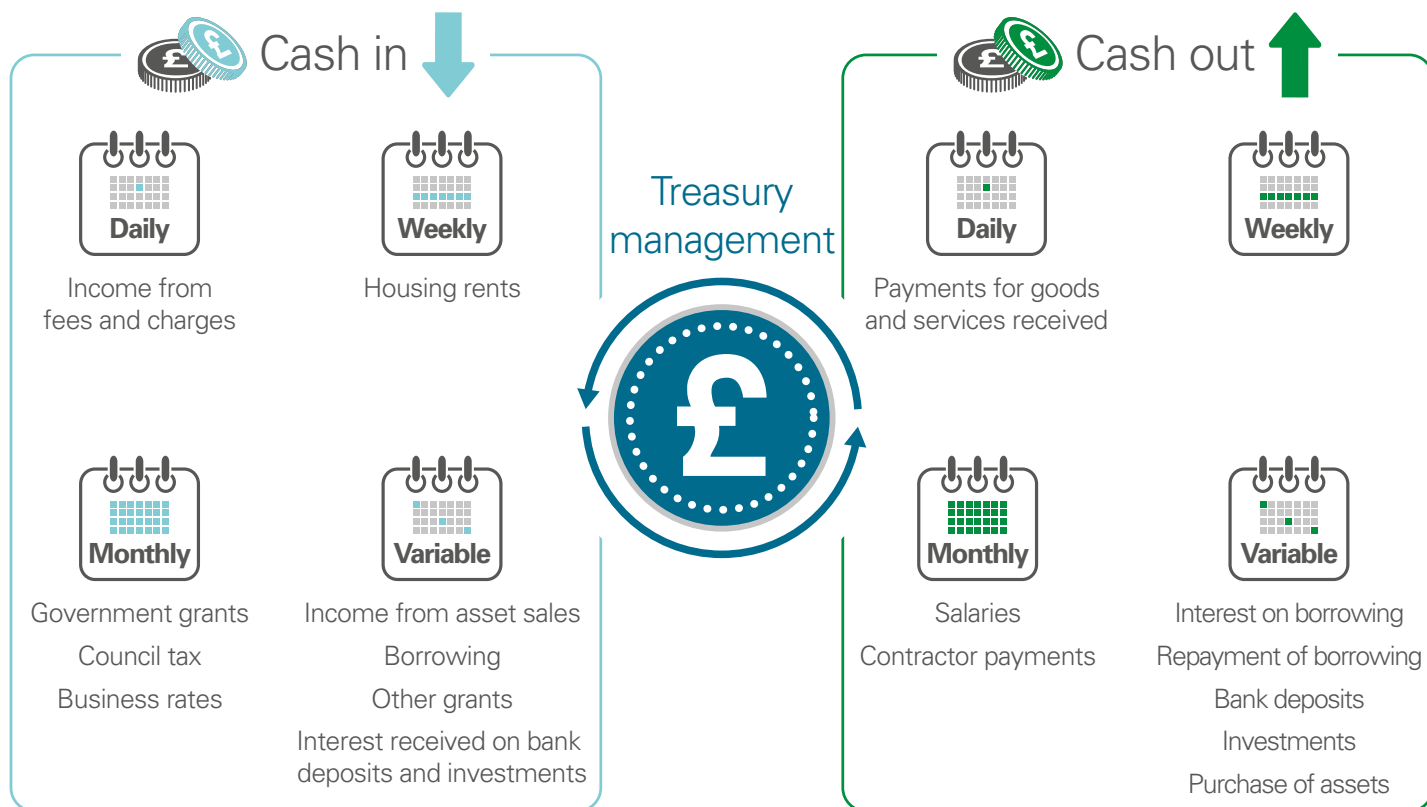 £ £ Cash in
Daily
Income from
fees and charges
Weekly
Housing rents
Monthly
Government grants
Council tax
Business rates
Variable
Income from asset sales
Borrowing
Other grants
Interest received on bank
deposits and investments
Treasury
management
£
£ £ Cash out
Daily
Payments for goods
and services received
Weekly
Monthly
Salaries
Contractor payments
Variable
Interest on borrowing
Repayment of borrowing
Bank deposits
Investments
Purchase of assets